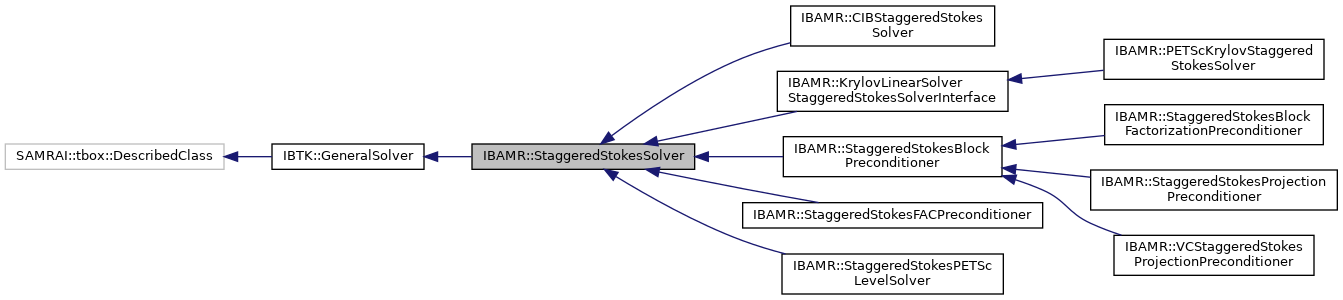 SAMRAI::tbox::DescribedClass
IBTK::GeneralSolver
IBAMR::StaggeredStokesSolver
IBAMR::CIBStaggeredStokes
Solver
IBAMR::KrylovLinearSolver
StaggeredStokesSolverInterface
IBAMR::StaggeredStokesBlock
Preconditioner
IBAMR::StaggeredStokesFACPreconditioner
IBAMR::StaggeredStokesPETSc
LevelSolver
IBAMR::PETScKrylovStaggered
StokesSolver
IBAMR::StaggeredStokesBlock
FactorizationPreconditioner
IBAMR::StaggeredStokesProjection
Preconditioner
IBAMR::VCStaggeredStokes
ProjectionPreconditioner